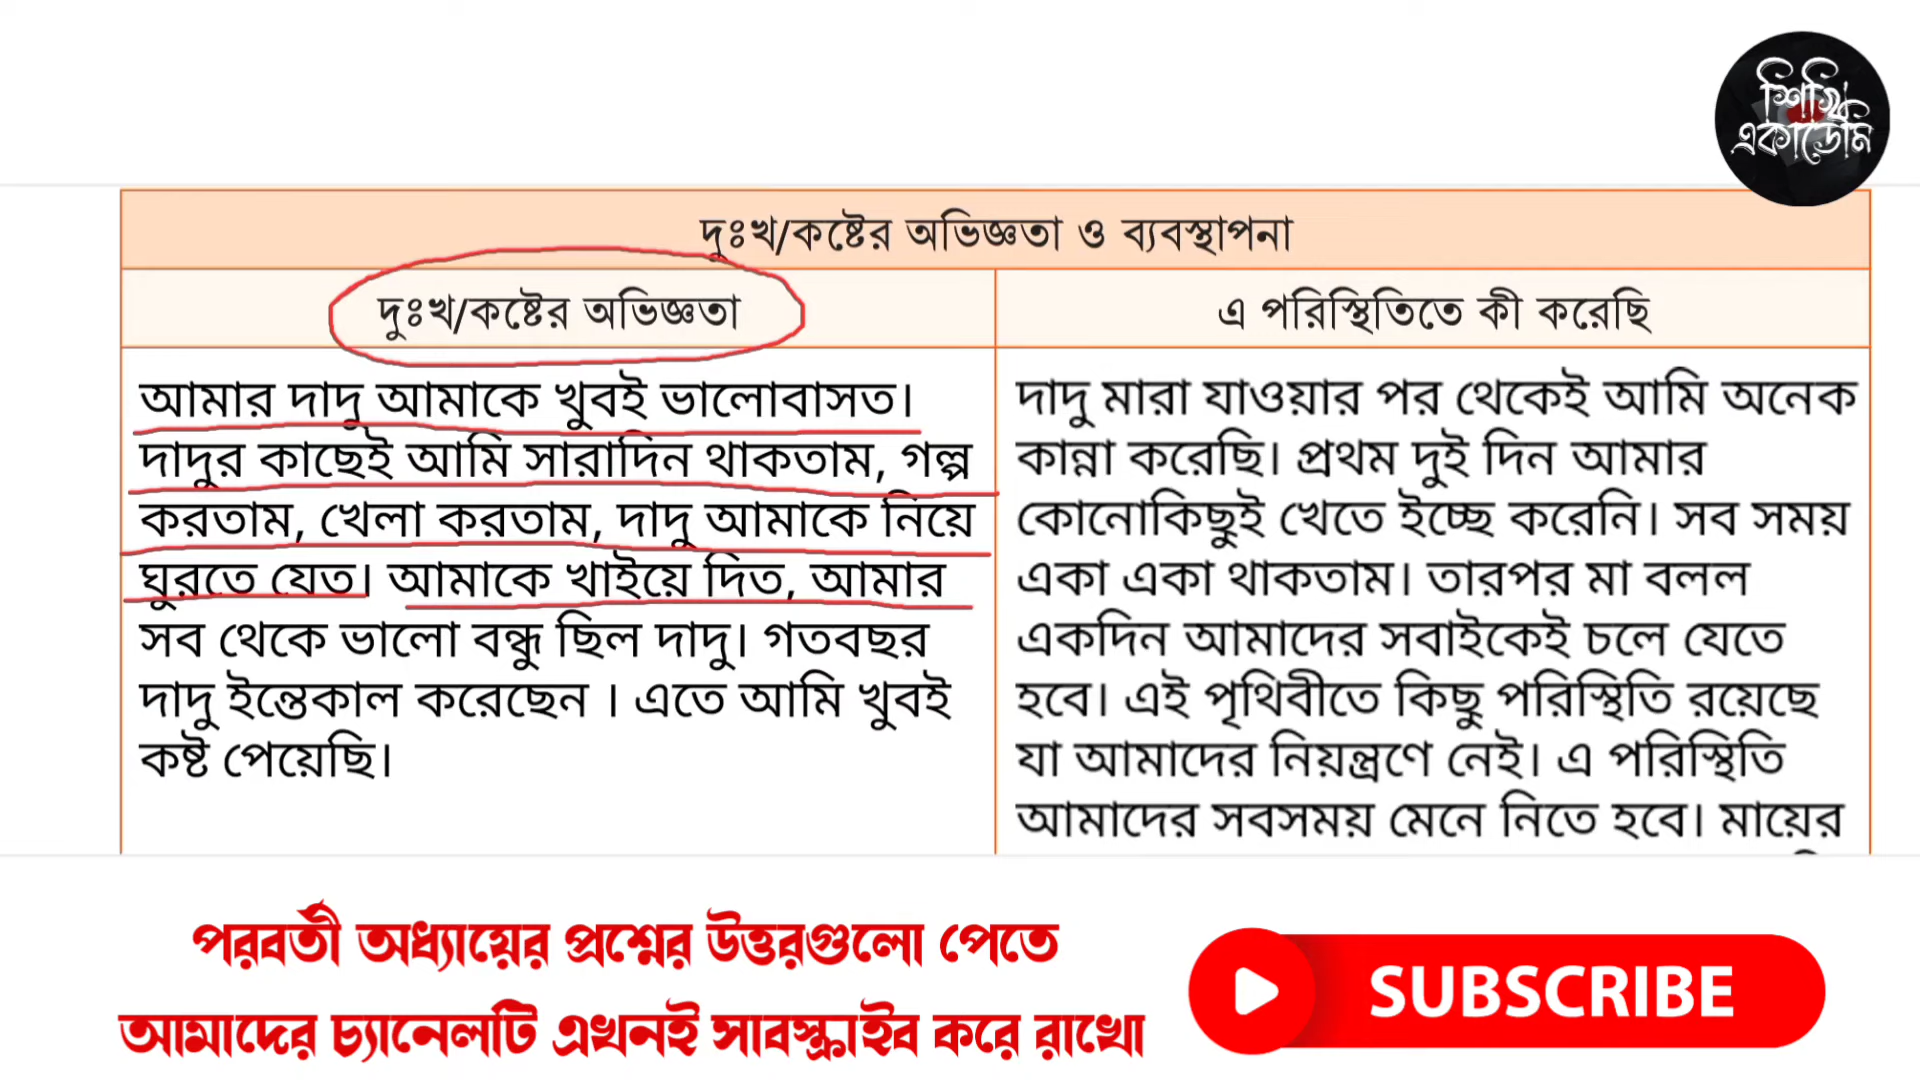 শিখি
একাডেমি
দুঃখ/কষ্টের অভিজ্ঞতা ও ব্যবস্থাপনা
দুঃখ/কষ্টের অভিজ্ঞতা
আমার দাদু আমাকে খুবই ভালোবাসত।
দাদুর কাছেই আমি সারাদিন থাকতাম, গল্প
করতাম, খেলা করতাম, দাদু আমাকে নিয়ে
ঘুরতে যেত। আমাকে খাইয়ে দিত, আমার
সব থেকে ভালো বন্ধু ছিল দাদু। গতবছর
দাদু ইন্তেকাল করেছেন । এতে আমি খুবই
কষ্ট পেয়েছি।
এ পরিস্থিতিতে কী করেছি
দাদু মারা যাওয়ার পর থেকেই আমি অনেক
কান্না করেছি। প্রথম দুই দিন আমার
কোনোকিছুই খেতে ইচ্ছে করেনি। সব সময়
একা একা থাকতাম। তারপর মা বলল
একদিন আমাদের সবাইকেই চলে যেতে
হবে। এই পৃথিবীতে কিছু পরিস্থিতি রয়েছে
যা আমাদের নিয়ন্ত্রণে নেই। এ পরিস্থিতি
আমাদের সবসময় মেনে নিতে হবে। মায়ের
পরবর্তী অধ্যায়ের প্রশ্নের উত্তরগুলো পেতে
আমাদের চ্যানেলটি এখনই সাবস্ক্রাইব করে রাখো
SUBSCRIBE